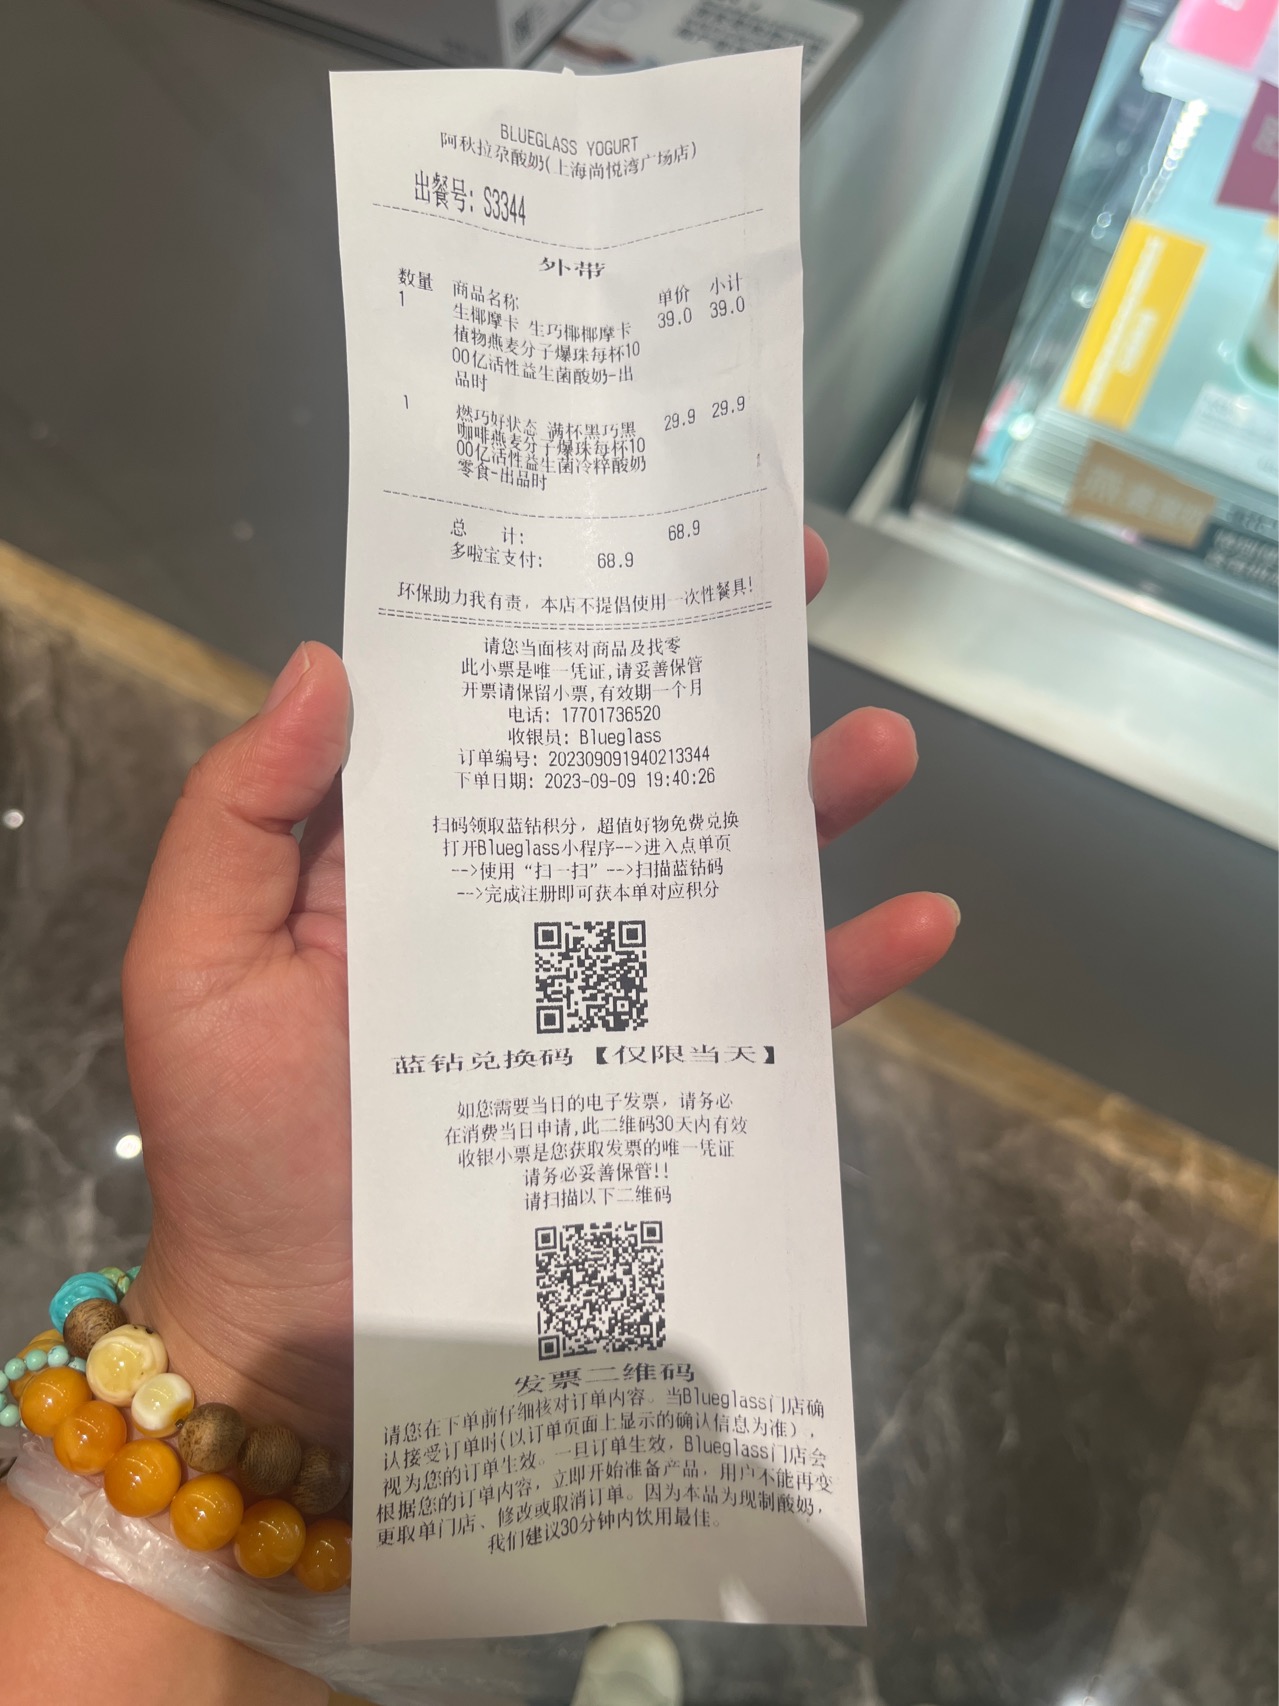 BLUEGLASS YOGURT
阿秋拉尕酸奶(上海尚悦湾广场店)
出餐号: S3344
外带
数量 商品名称 单价 小计
1 生椰摩卡 生巧椰椰摩卡 39.0 39.0
植物燕麦分子爆珠每杯10
00亿活性益生菌酸奶-出
品时
1 燃巧好状态 满杯黑巧黑 29.9 29.9
咖啡燕麦分子爆珠每杯10
00亿活性益生菌冷粹酸奶
零食-出品时
总 计: 68.9
多啦宝支付: 68.9
环保助力我有责，本店不提倡使用一次性餐具!
请您当面核对商品及找零
此小票是唯一凭证,请妥善保管
开票请保留小票,有效期一个月
电话: 17701736520
收银员: Blueglass
订单编号: 202309091940213344
下单日期: 2023-09-09 19:40:26
扫码领取蓝钻积分，超值好物免费兑换
打开Blueglass小程序-->进入点单页
-->使用“扫一扫”-->扫描蓝钻码
-->完成注册即可获本单对应积分
蓝钻兑换码【仅限当天】
如您需要当日的电子发票，请务必
在消费当日申请,此二维码30天内有效
收银小票是您获取发票的唯一凭证
请务必妥善保管!!
请扫描以下二维码
发票二维码
请您在下单前仔细核对订单内容。当Blueglass门店确
认接受订单时(以订单页面上显示的确认信息为准)，
视为您的订单生效。一旦订单生效，Blueglass门店会
根据您的订单内容，立即开始准备产品，用户不能再变
更取单门店、修改或取消订单。因为本品为现制酸奶，
我们建议30分钟内饮用最佳。